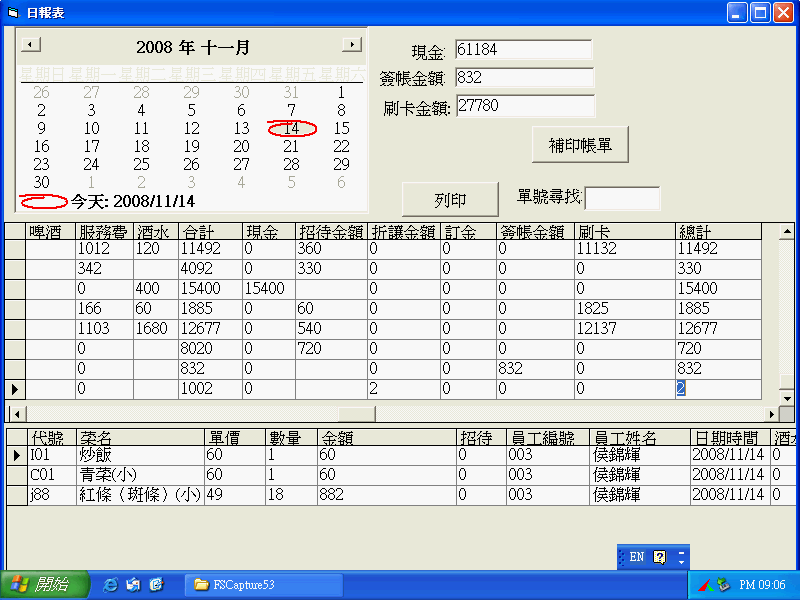 日報表
2008 年 十一月
星期日 星期一 星期二 星期三 星期四 星期五 星期六
26 27 28 29 30 31 1
2 3 4 5 6 7 8
9 10 11 12 13 14 15
16 17 18 19 20 21 22
23 24 25 26 27 28 29
30 1 2 3 4 5 6
今天: 2008/11/14
現金: 61184
簽帳金額: 832
刷卡金額: 27780
補印帳單
列印
單號尋找:
啤酒 服務費 酒水 合計 現金 招待金額 折讓金額 訂金 簽帳金額 刷卡 總計
1012 120 11492 0 360 0 0 0 11132 11492
342 4092 0 330 0 0 0 0 330
0 400 15400 15400 0 0 0 0 15400
166 60 1885 0 60 0 0 0 1825 1885
1103 1680 12677 0 540 0 0 0 12137 12677
0 8020 0 720 0 0 0 0 720
0 832 0 0 0 832 0 832
0 1002 0 2 0 0 0 2
代號 菜名 單價 數量 金額 招待 員工編號 員工姓名 日期時間 酒水
I01 炒飯 60 1 60 0 003 侯錦輝 2008/11/14 0
C01 青菜(小) 60 1 60 0 003 侯錦輝 2008/11/14 0
j88 紅條〈斑條〉(小) 49 18 882 0 003 侯錦輝 2008/11/14 0
EN
開始
FSCapture53
PM 09:06